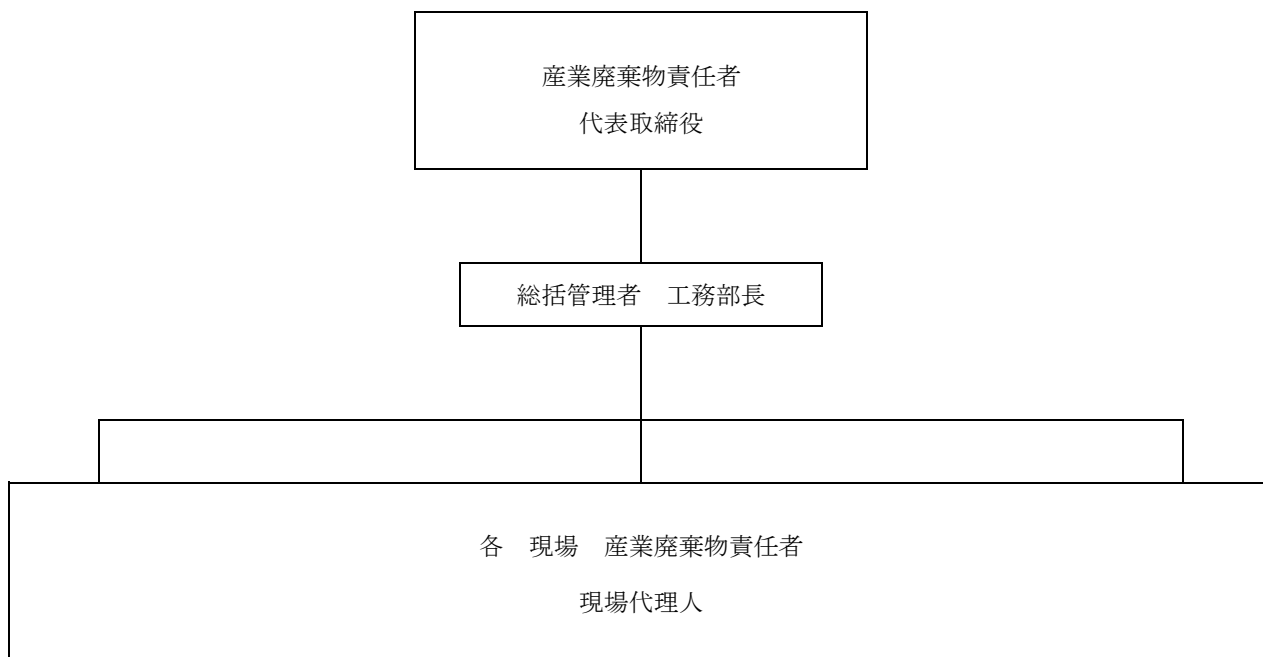 産業廃棄物責任者
代表取締役
総括管理者　工務部長
各　現場　産業廃棄物責任者
現場代理人